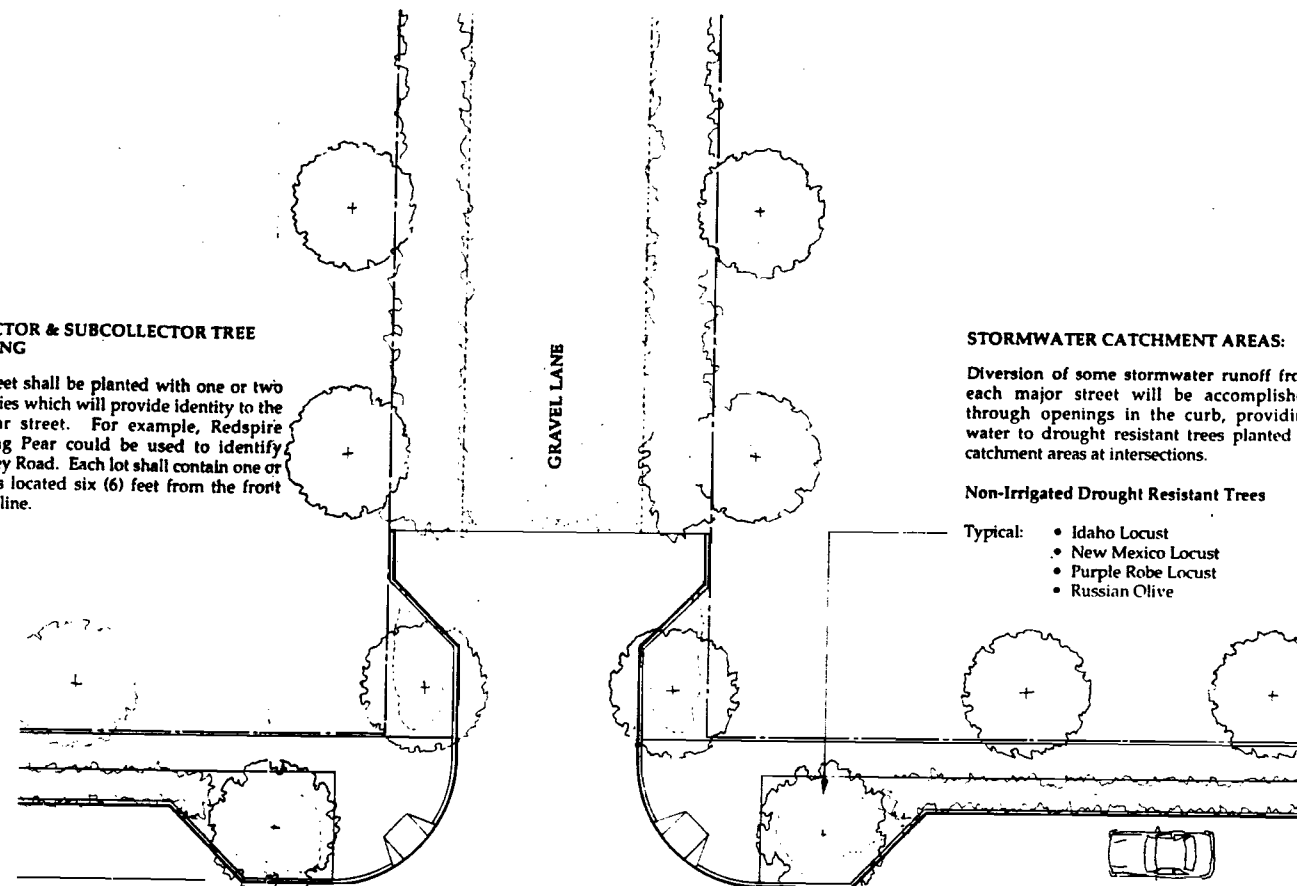 CTOR & SUBCOLLECTOR TREE
NG
eet shall be planted with one or two
ies which will provide identity to the
ar street. For example, Redspire
g Pear could be used to identify
ey Road. Each lot shall contain one or
s located six (6) feet from the front
line.
GRAVEL LANE
STORMWATER CATCHMENT AREAS:
Diversion of some stormwater runoff fro
each major street will be accomplishe
through openings in the curb, providi
water to drought resistant trees planted
catchment areas at intersections.
Non-Irrigated Drought Resistant Trees
Typical: • Idaho Locust
• New Mexico Locust
• Purple Robe Locust
• Russian Olive